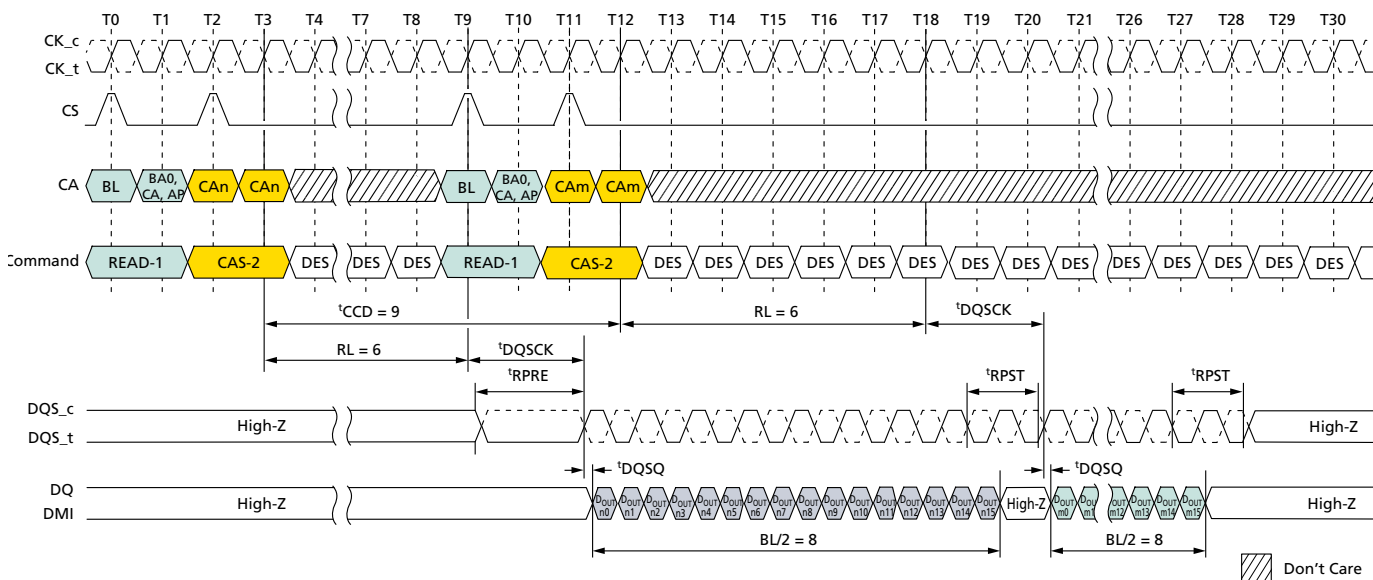 T0 T1 T2 T3 T4 T7 T8 T9 T10 T11 T12 T13 T14 T15 T16 T17 T18 T19 T20 T21 T26 T27 T28 T29 T30
CK_c
CK_t
CS
CA BL BA0, CA, AP CAn CAn BL BA0, CA, AP CAm CAm
Command READ-1 CAS-2 DES DES DES READ-1 CAS-2 DES DES DES DES DES DES DES DES DES DES DES DES DES DES
tCCD = 9 RL = 6 tDQSCK
RL = 6 tDQSCK
tRPRE tRPST tRPST
DQS_c
DQS_t
High-Z High-Z
tDQSQ tDQSQ
DQ
DMI
High-Z DOUT n0 DOUT n1 DOUT n2 DOUT n3 DOUT n4 DOUT n5 DOUT n6 DOUT n7 DOUT n8 DOUT n9 DOUT n10 DOUT n11 DOUT n12 DOUT n13 DOUT n14 DOUT n15 High-Z DOUT m0 DOUT m1 DOUT m12 DOUT m13 DOUT m14 DOUT m15 High-Z
BL/2 = 8 BL/2 = 8
Don't Care